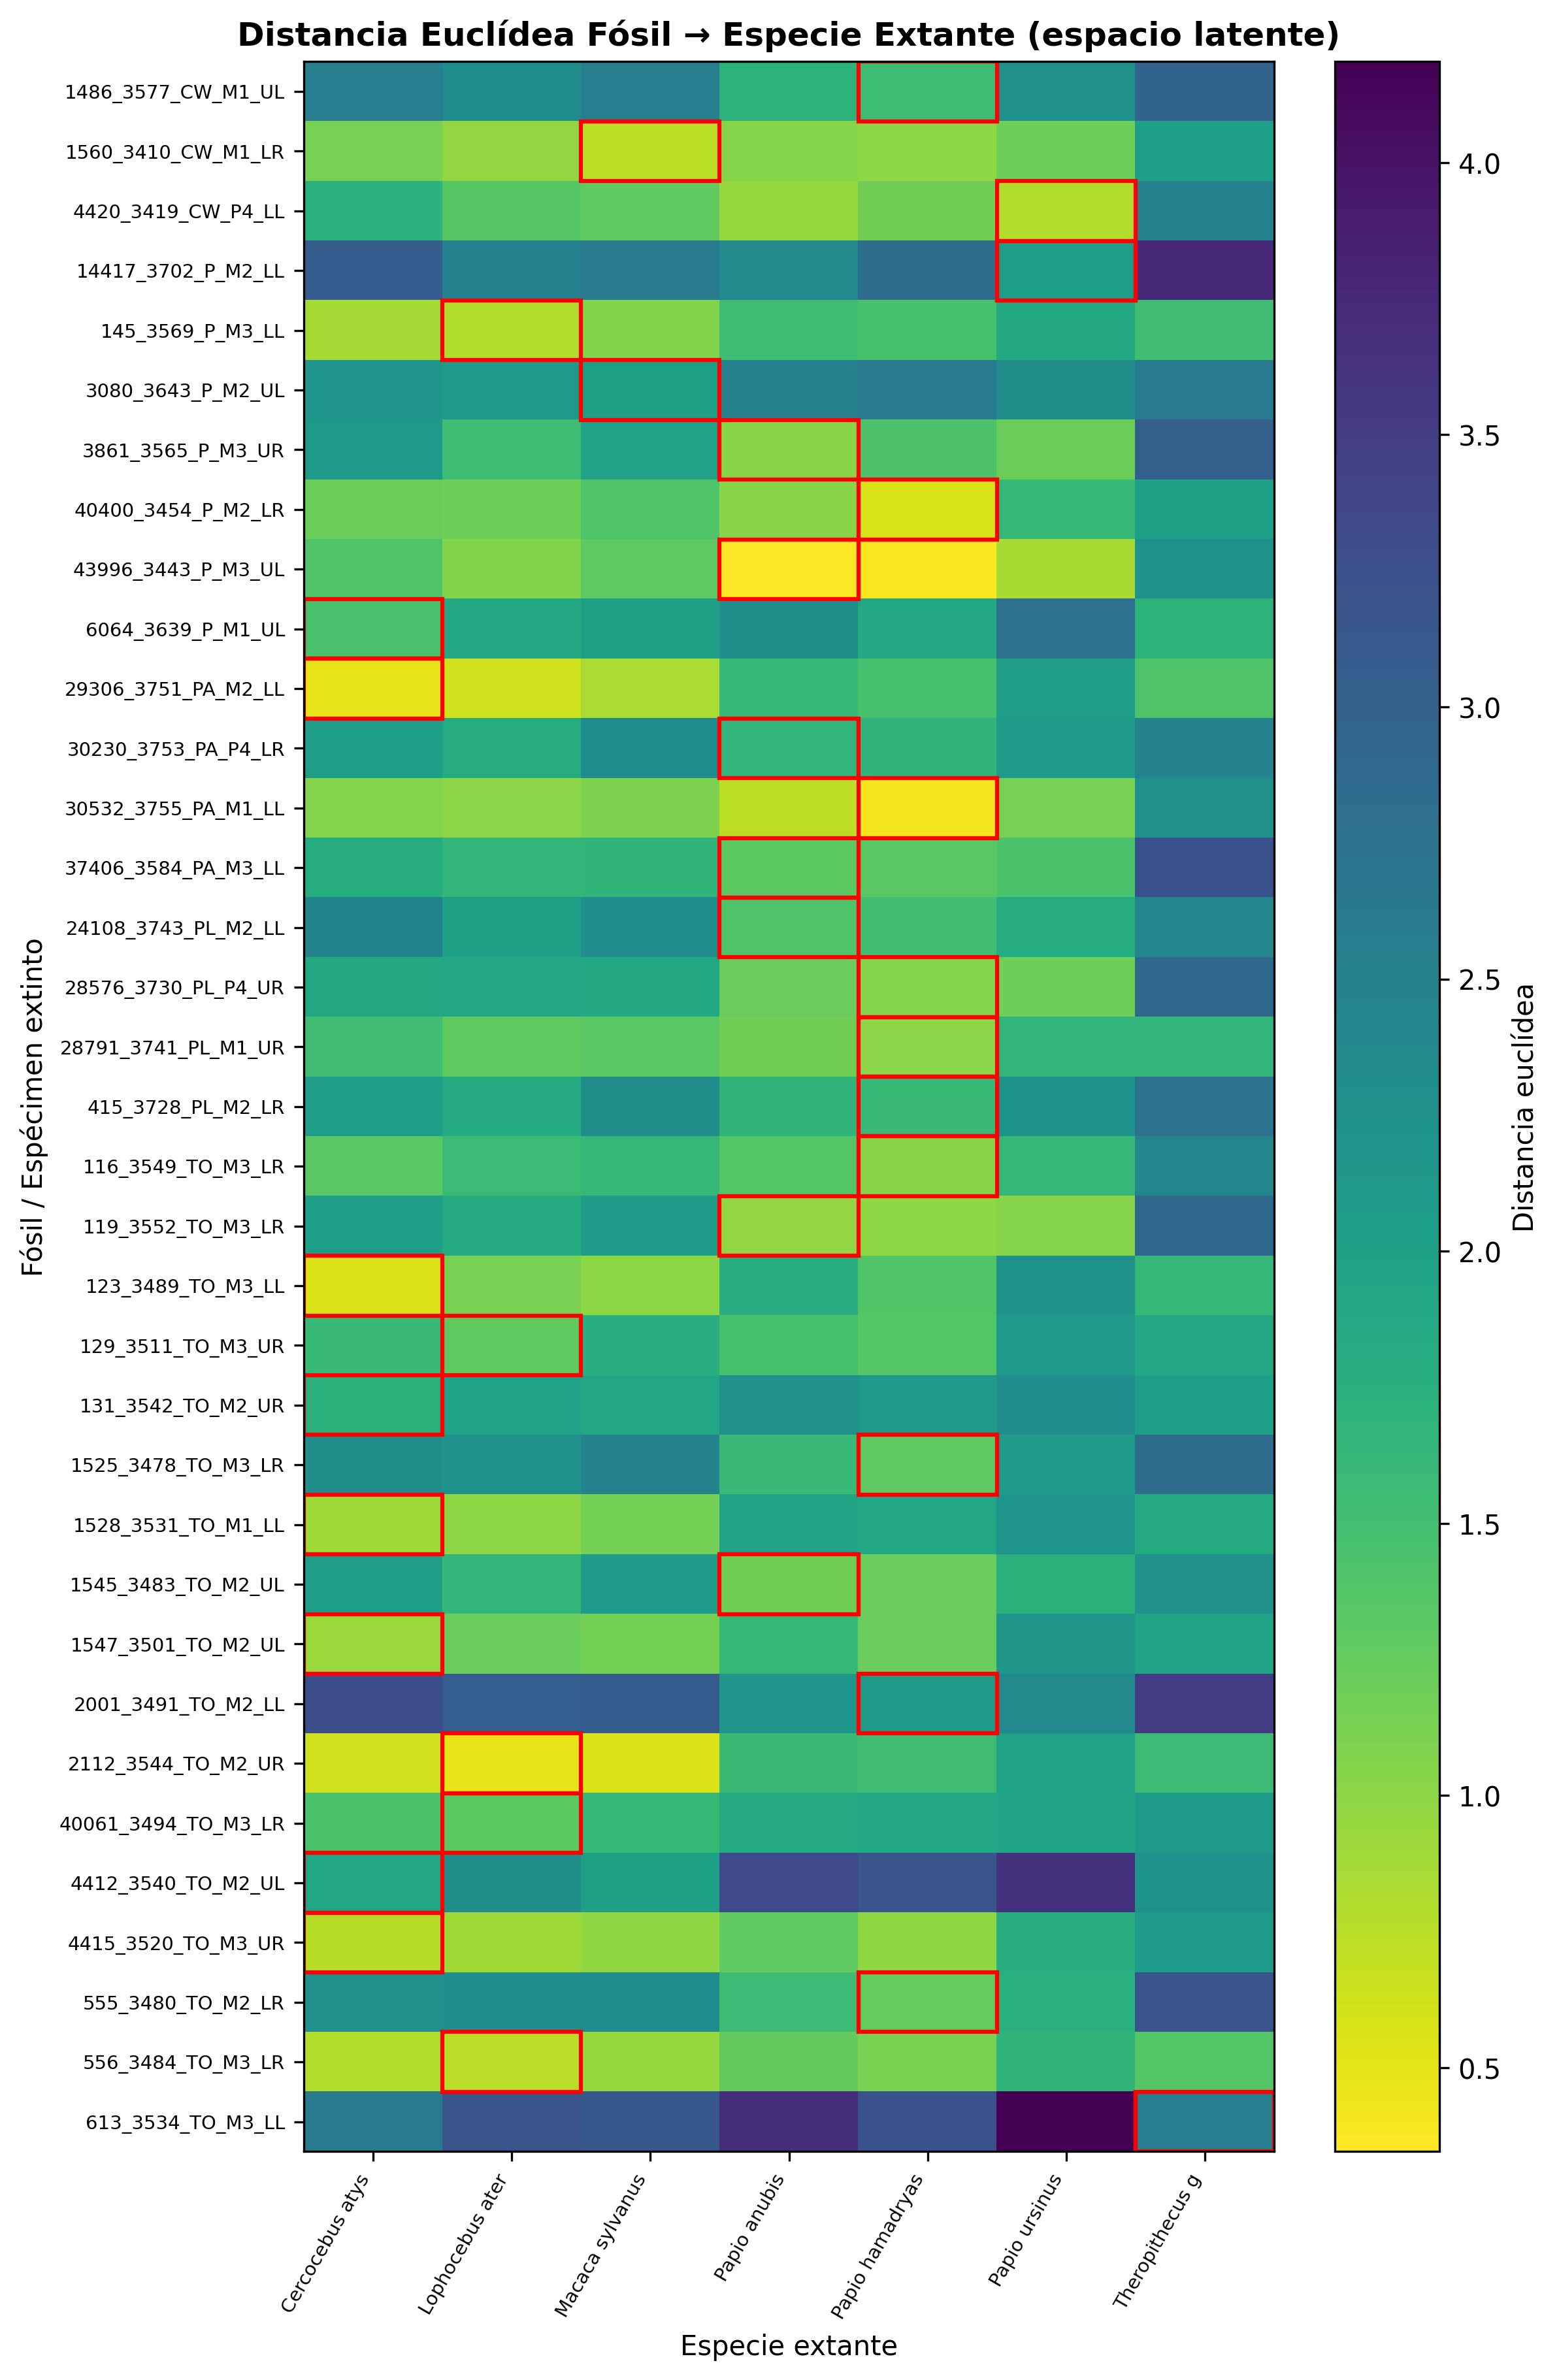 Distancia Euclídea Fósil → Especie Extante (espacio latente)
Fósil / Espécimen extinto
1486_3577_CW_M1_UL
1560_3410_CW_M1_LR
4420_3419_CW_P4_LL
14417_3702_P_M2_LL
145_3569_P_M3_LL
3080_3643_P_M2_UL
3861_3565_P_M3_UR
40400_3454_P_M2_LR
43996_3443_P_M3_UL
6064_3639_P_M1_UL
29306_3751_PA_M2_LL
30230_3753_PA_P4_LR
30532_3755_PA_M1_LL
37406_3584_PA_M3_LL
24108_3743_PL_M2_LL
28576_3730_PL_P4_UR
28791_3741_PL_M1_UR
415_3728_PL_M2_LR
116_3549_TO_M3_LR
119_3552_TO_M3_LR
123_3489_TO_M3_LL
129_3511_TO_M3_UR
131_3542_TO_M2_UR
1525_3478_TO_M3_LR
1528_3531_TO_M1_LL
1545_3483_TO_M2_UL
1547_3501_TO_M2_UL
2001_3491_TO_M2_LL
2112_3544_TO_M2_UR
40061_3494_TO_M3_LR
4412_3540_TO_M2_UL
4415_3520_TO_M3_UR
555_3480_TO_M2_LR
556_3484_TO_M3_LR
613_3534_TO_M3_LL
Cercocebus atys
Lophocebus ater
Macaca sylvanus
Papio anubis
Papio hamadryas
Papio ursinus
Theropithecus g
Especie extante
4.0
3.5
3.0
2.5
2.0
1.5
1.0
0.5
Distancia euclídea